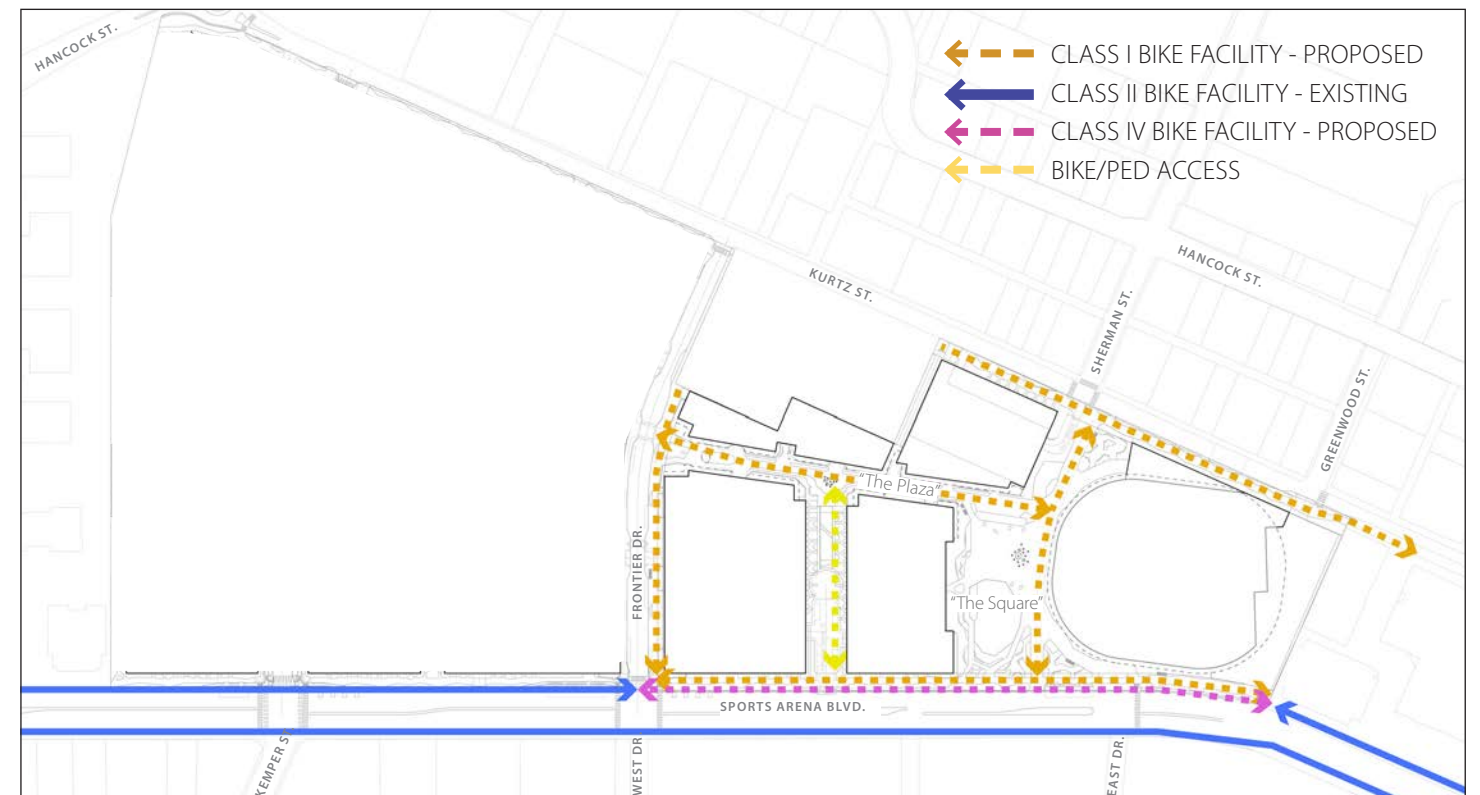 HANCOCK ST.
CLASS I BIKE FACILITY - PROPOSED
CLASS II BIKE FACILITY - EXISTING
CLASS IV BIKE FACILITY - PROPOSED
BIKE/PED ACCESS
KURTZ ST.
HANCOCK ST.
SHERMAN ST.
GREENWOOD ST.
"The Plaza"
FRONTIER DR.
"The Square"
SPORTS ARENA BLVD.
KEMPER ST
WEST DR
EAST DR.